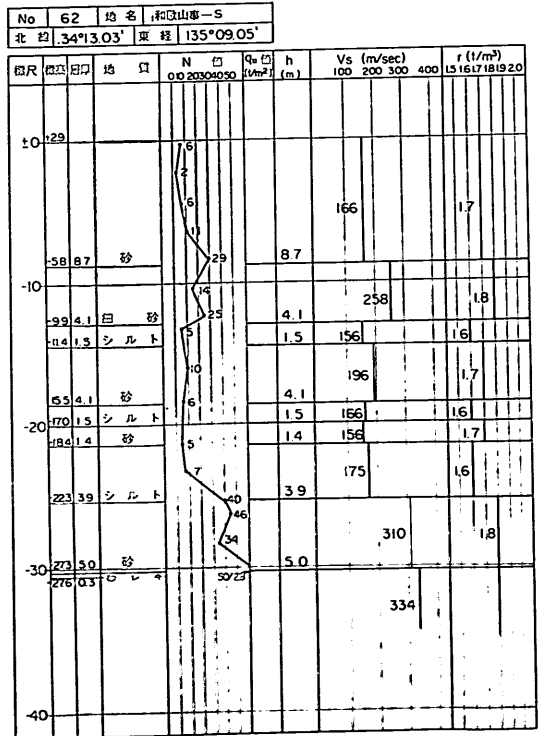 No 62 地名 和歌山市-S
北緯 34°13.03' 東経 135°09.05'
標尺 標高 層厚 地質 N値 qu値 h Vs (m/sec) r (t/m³)
0 10 20 30 40 50 (t/m²) (m) 100 200 300 400 1.5 1.6 1.7 1.8 1.9 2.0
±0 +2.9
6
2
6
166 1.7
11
-5.8 8.7 砂 29 8.7
-10
14
258 1.8
25
-9.9 4.1 砂 4.1
5
-11.4 1.5 シルト 1.5 156 1.6
10
196 1.7
-15.5 4.1 砂 6 4.1
-17.0 1.5 シルト 1.5 166 1.6
-20
-18.4 1.4 砂 5 1.4 156 1.7
7
175 1.6
-22.3 3.9 シルト 40 3.9
46
34
310 1.8
-27.3 5.0 砂 5.0
-30
-27.6 0.3 50/23
334
-40